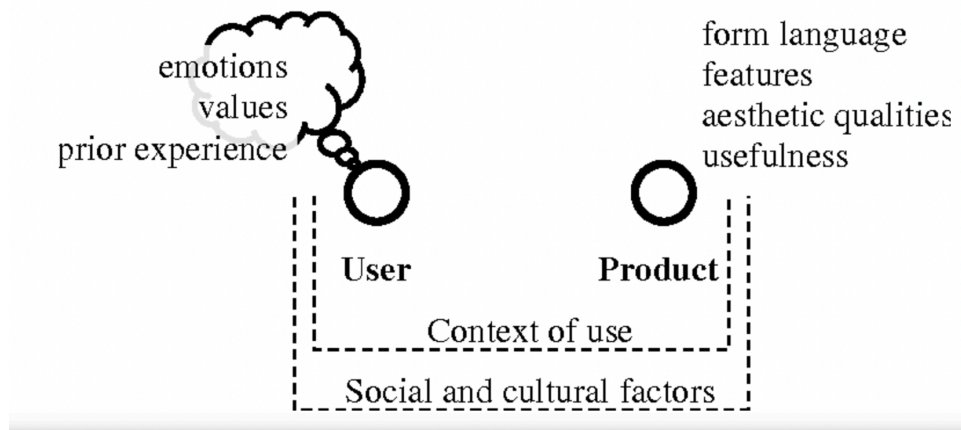 emotions
values
prior experience
form language
features
aesthetic qualities
usefulness
User
Product
Context of use
Social and cultural factors